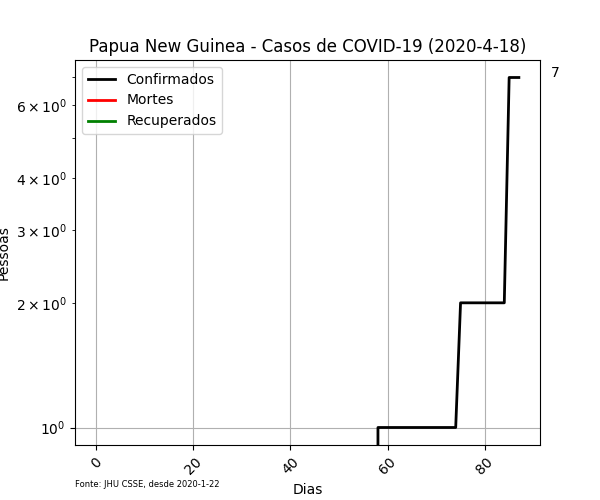 Papua New Guinea - Casos de COVID-19 (2020-4-18)
Confirmados
Mortes
Recuperados
7
6 × 10⁰
4 × 10⁰
3 × 10⁰
2 × 10⁰
10⁰
Pessoas
0
20
40
60
80
Dias
Fonte: JHU CSSE, desde 2020-1-22